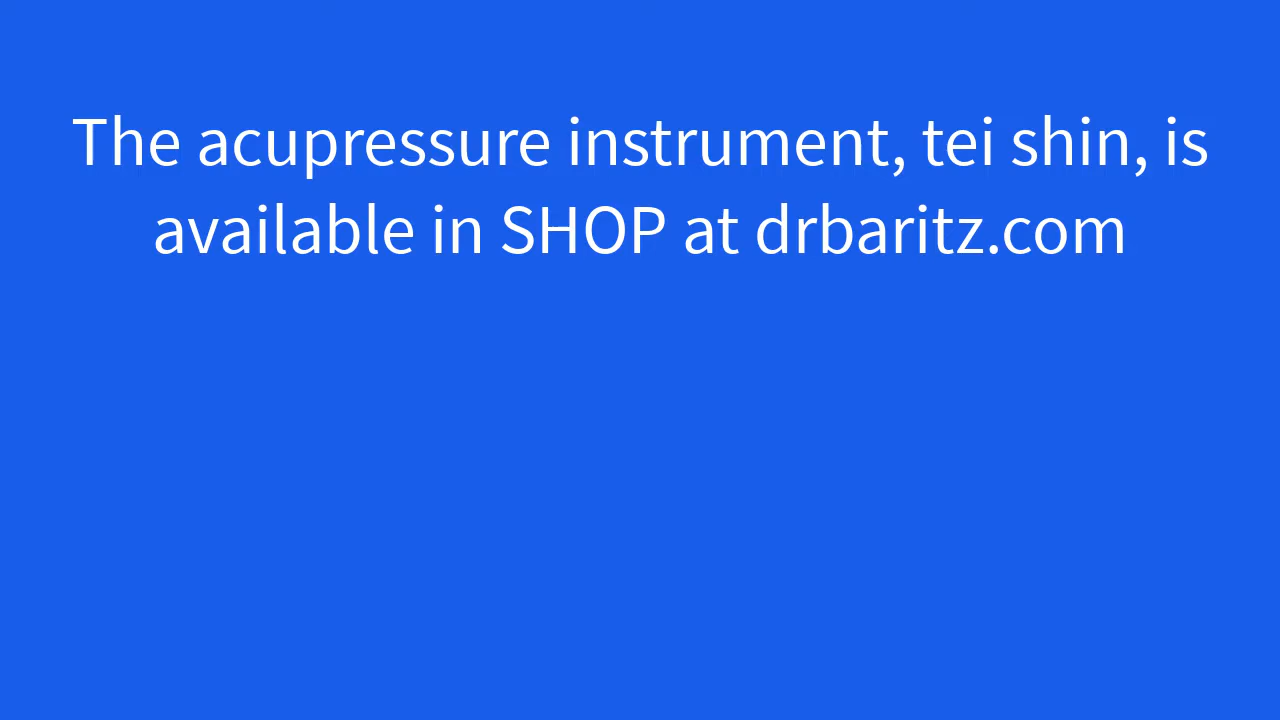 The acupressure instrument, tei shin, is
available in SHOP at drbaritz.com